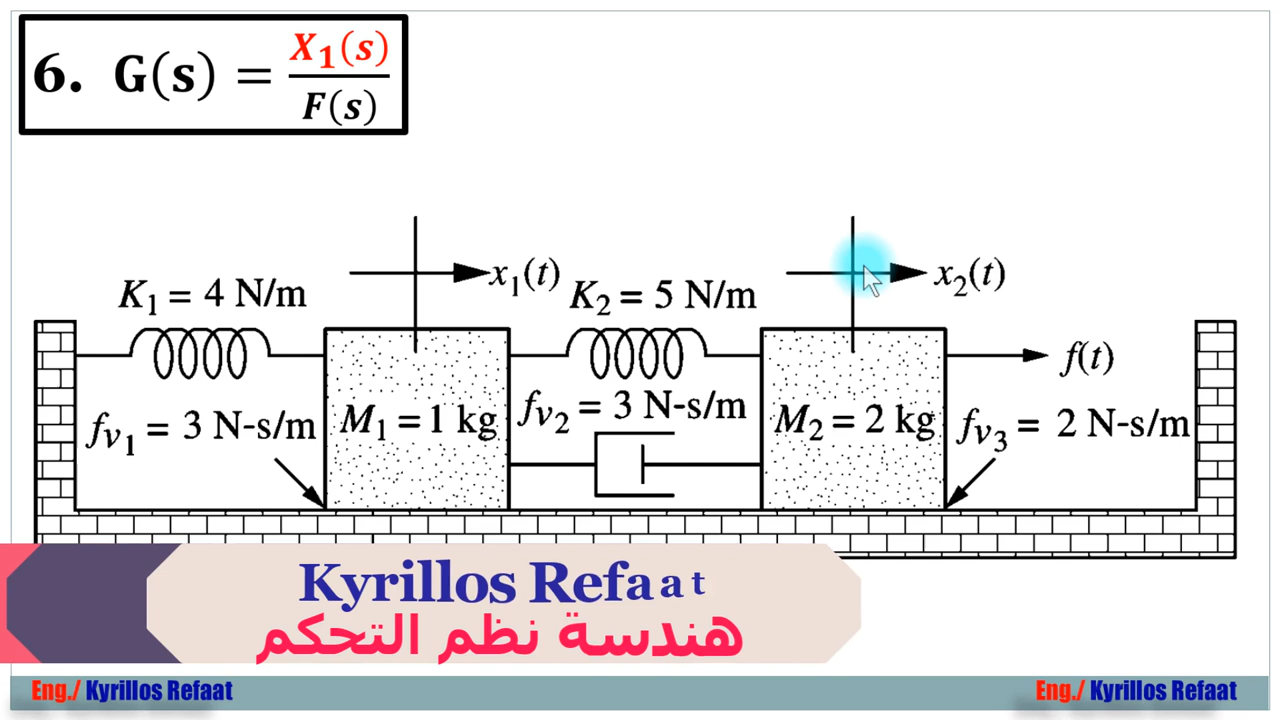 6. G(s) = X₁(s) / F(s)
x₁(t)
x₂(t)
K₁ = 4 N/m
K₂ = 5 N/m
f(t)
fᵥ₁ = 3 N-s/m
M₁ = 1 kg
fᵥ₂ = 3 N-s/m
M₂ = 2 kg
fᵥ₃ = 2 N-s/m
Kyrillos Refaat
هندسة نظم التحكم
Eng./ Kyrillos Refaat
Eng./ Kyrillos Refaat